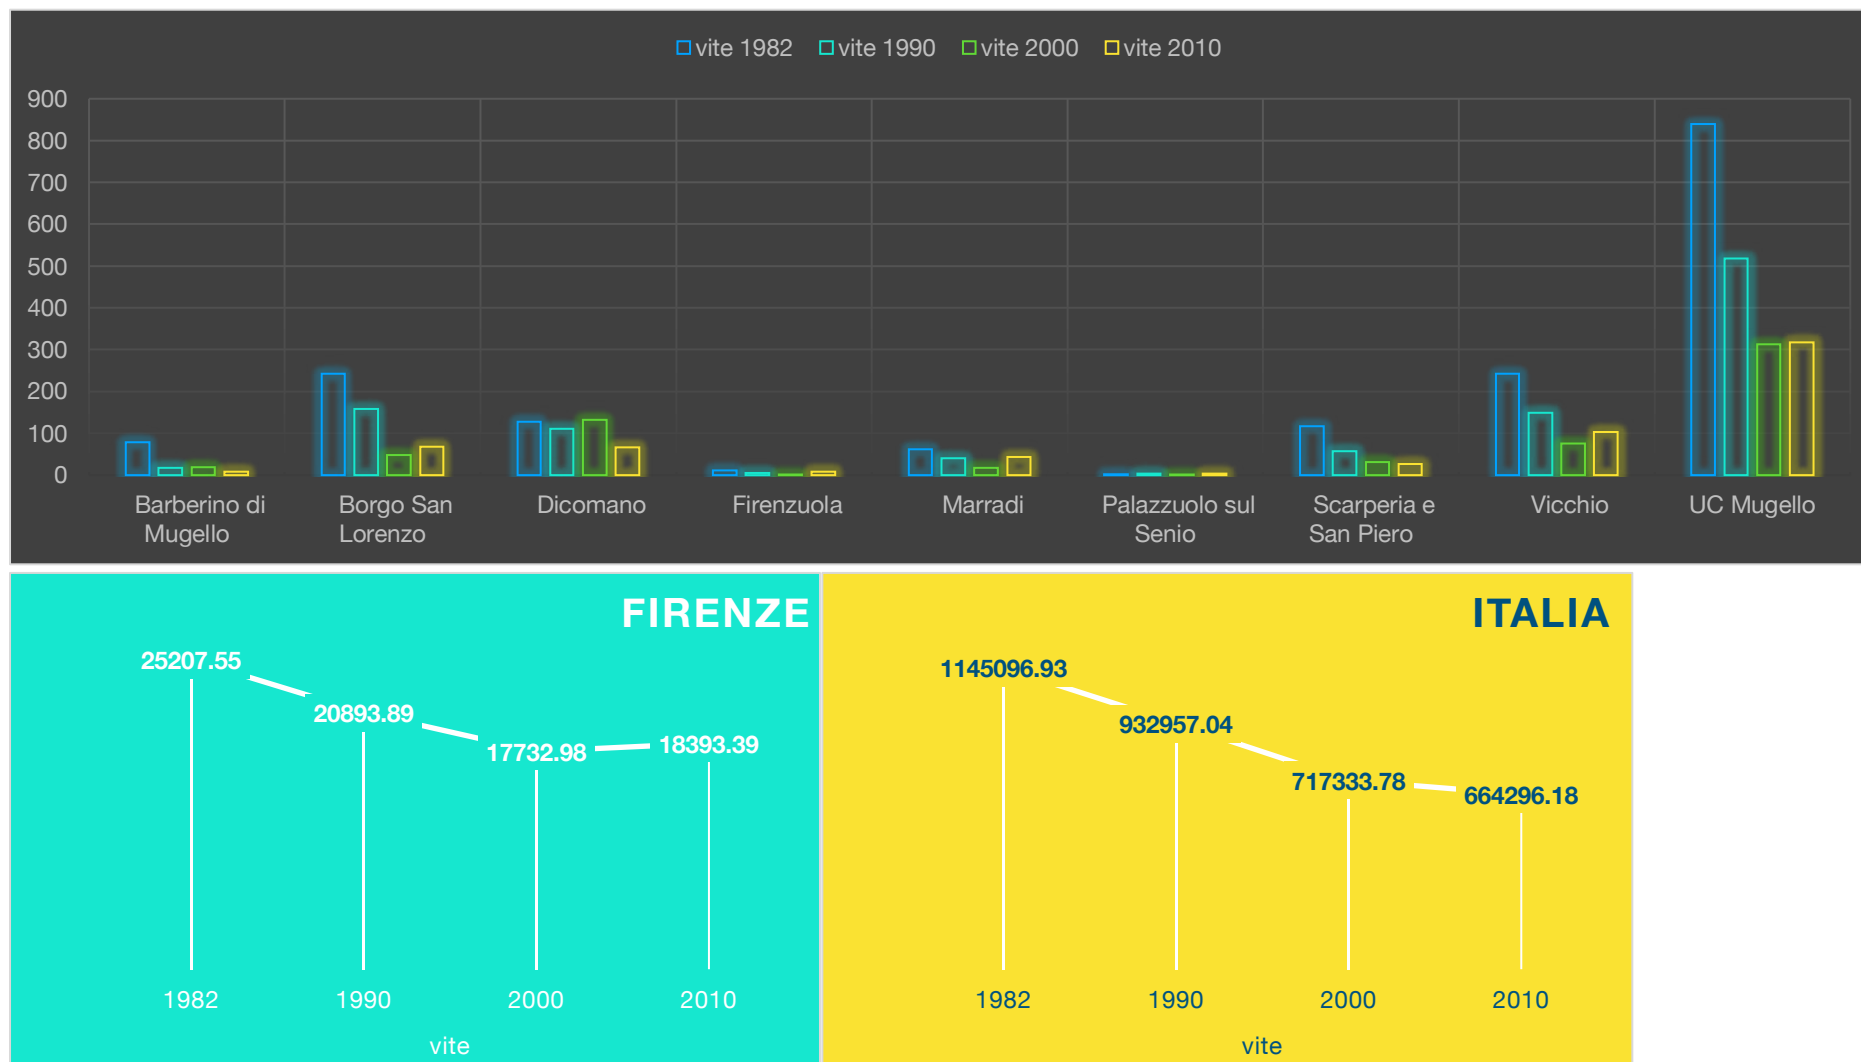 vite 1982 vite 1990 vite 2000 vite 2010
900
800
700
600
500
400
300
200
100
0
Barberino di Mugello
Borgo San Lorenzo
Dicomano
Firenzuola
Marradi
Palazzuolo sul Senio
Scarperia e San Piero
Vicchio
UC Mugello
FIRENZE
25207.55
20893.89
17732.98
18393.39
1982 1990 2000 2010
vite
ITALIA
1145096.93
932957.04
717333.78
664296.18
1982 1990 2000 2010
vite